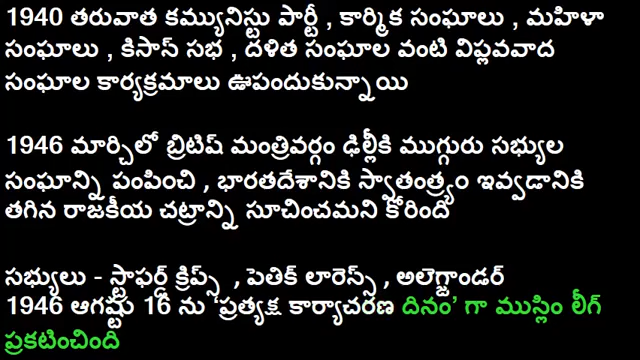 1940 తరువాత కమ్యునిస్టు పార్టీ , కార్మిక సంఘాలు , మహిళా
సంఘాలు , కిసాన్ సభ , దళిత సంఘాల వంటి విప్లవవాద
సంఘాల కార్యక్రమాలు ఊపందుకున్నాయి
1946 మార్చిలో బ్రిటిష్ మంత్రివర్గం ఢిల్లీకి ముగ్గురు సభ్యుల
సంఘాన్ని పంపించి , భారతదేశానికి స్వాతంత్ర్యం ఇవ్వడానికి
తగిన రాజకీయ చట్రాన్ని సూచించమని కోరింది
సభ్యులు - స్టాఫర్డ్ క్రిప్స్ , పెతిక్ లారెన్స్ , అలెగ్జాండర్
1946 ఆగష్టు 16 ను ‘ప్రత్యక్ష కార్యాచరణ దినం’ గా ముస్లిం లీగ్
ప్రకటించింది